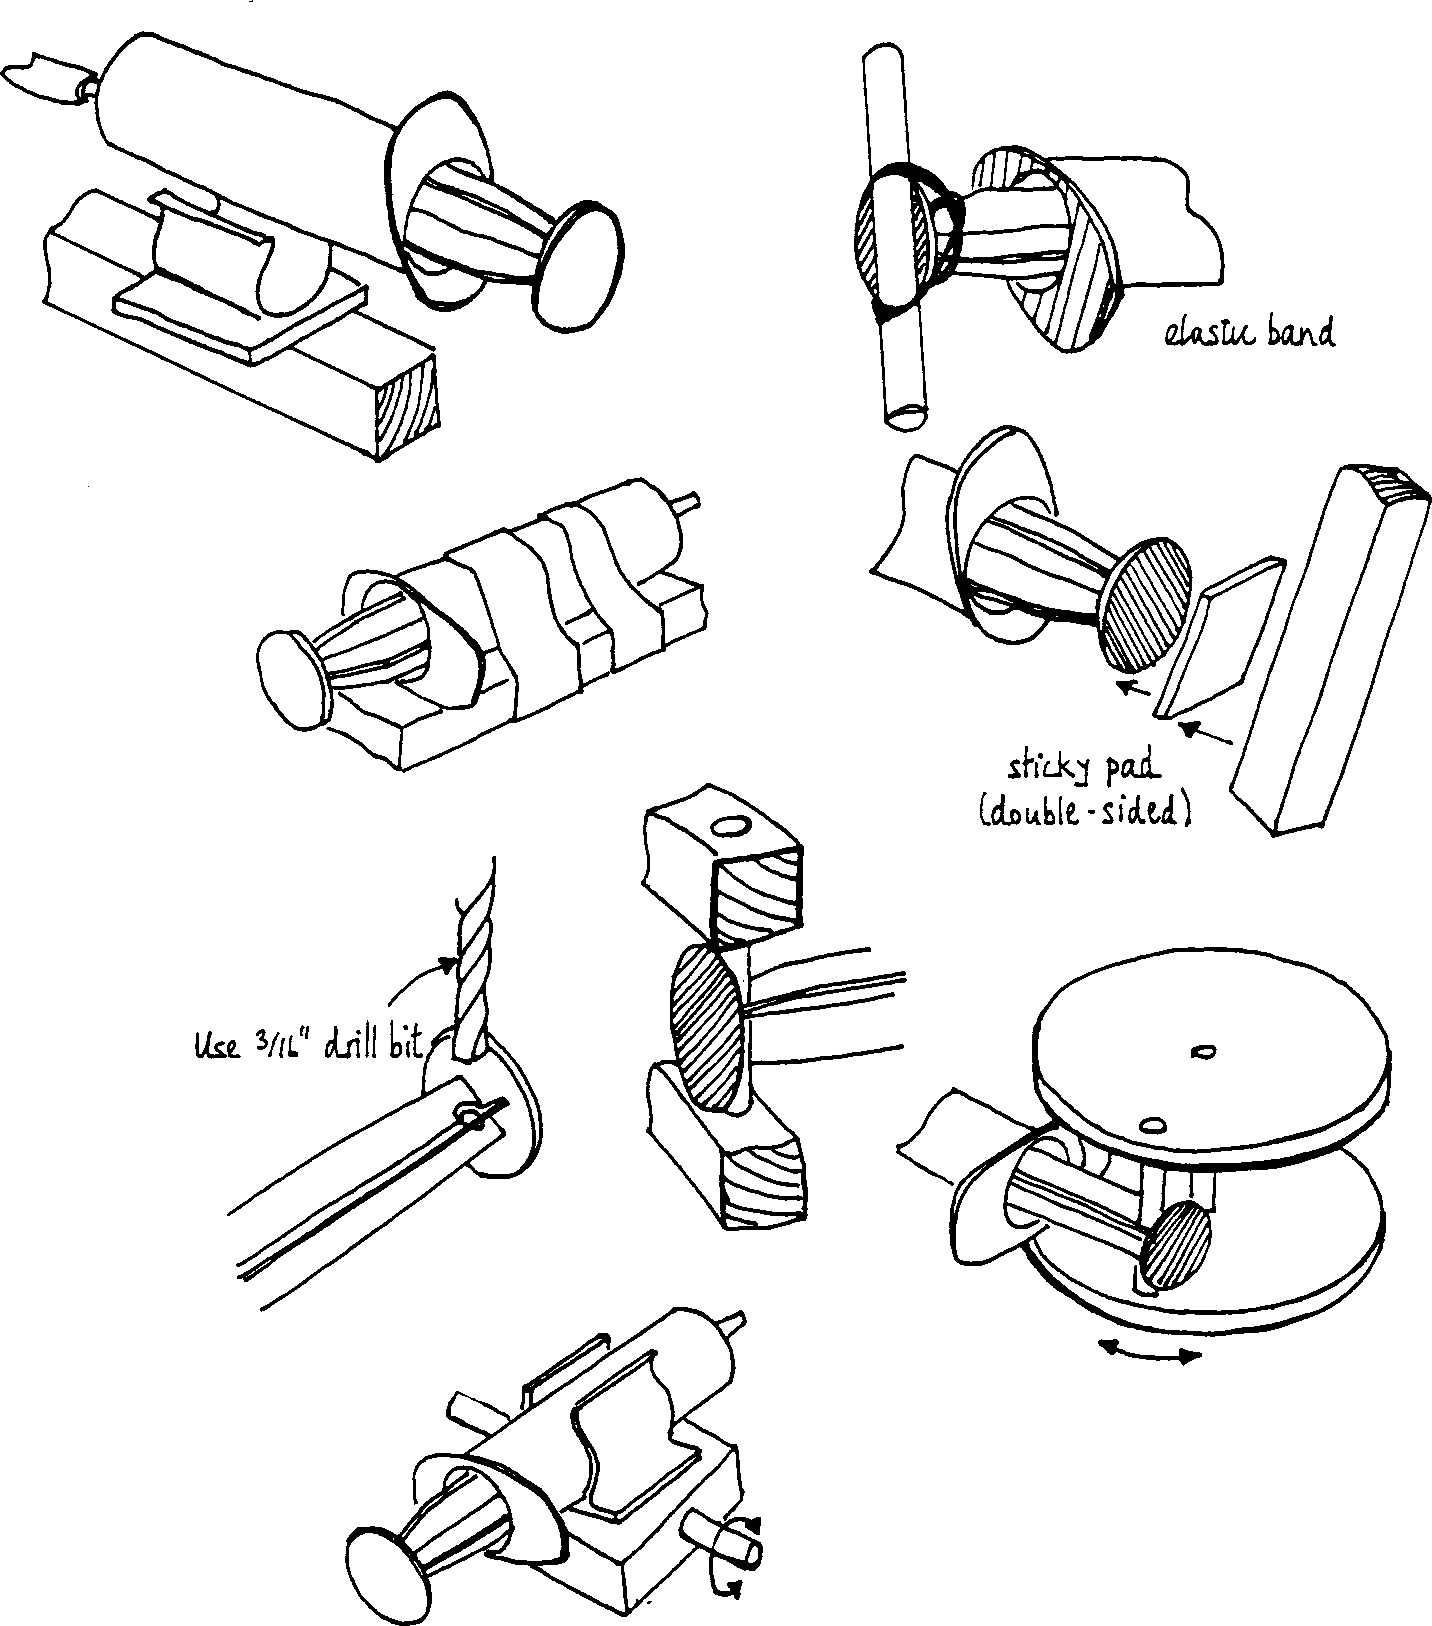 elastic band
sticky pad
(double-sided)
Use 3/16" drill bit